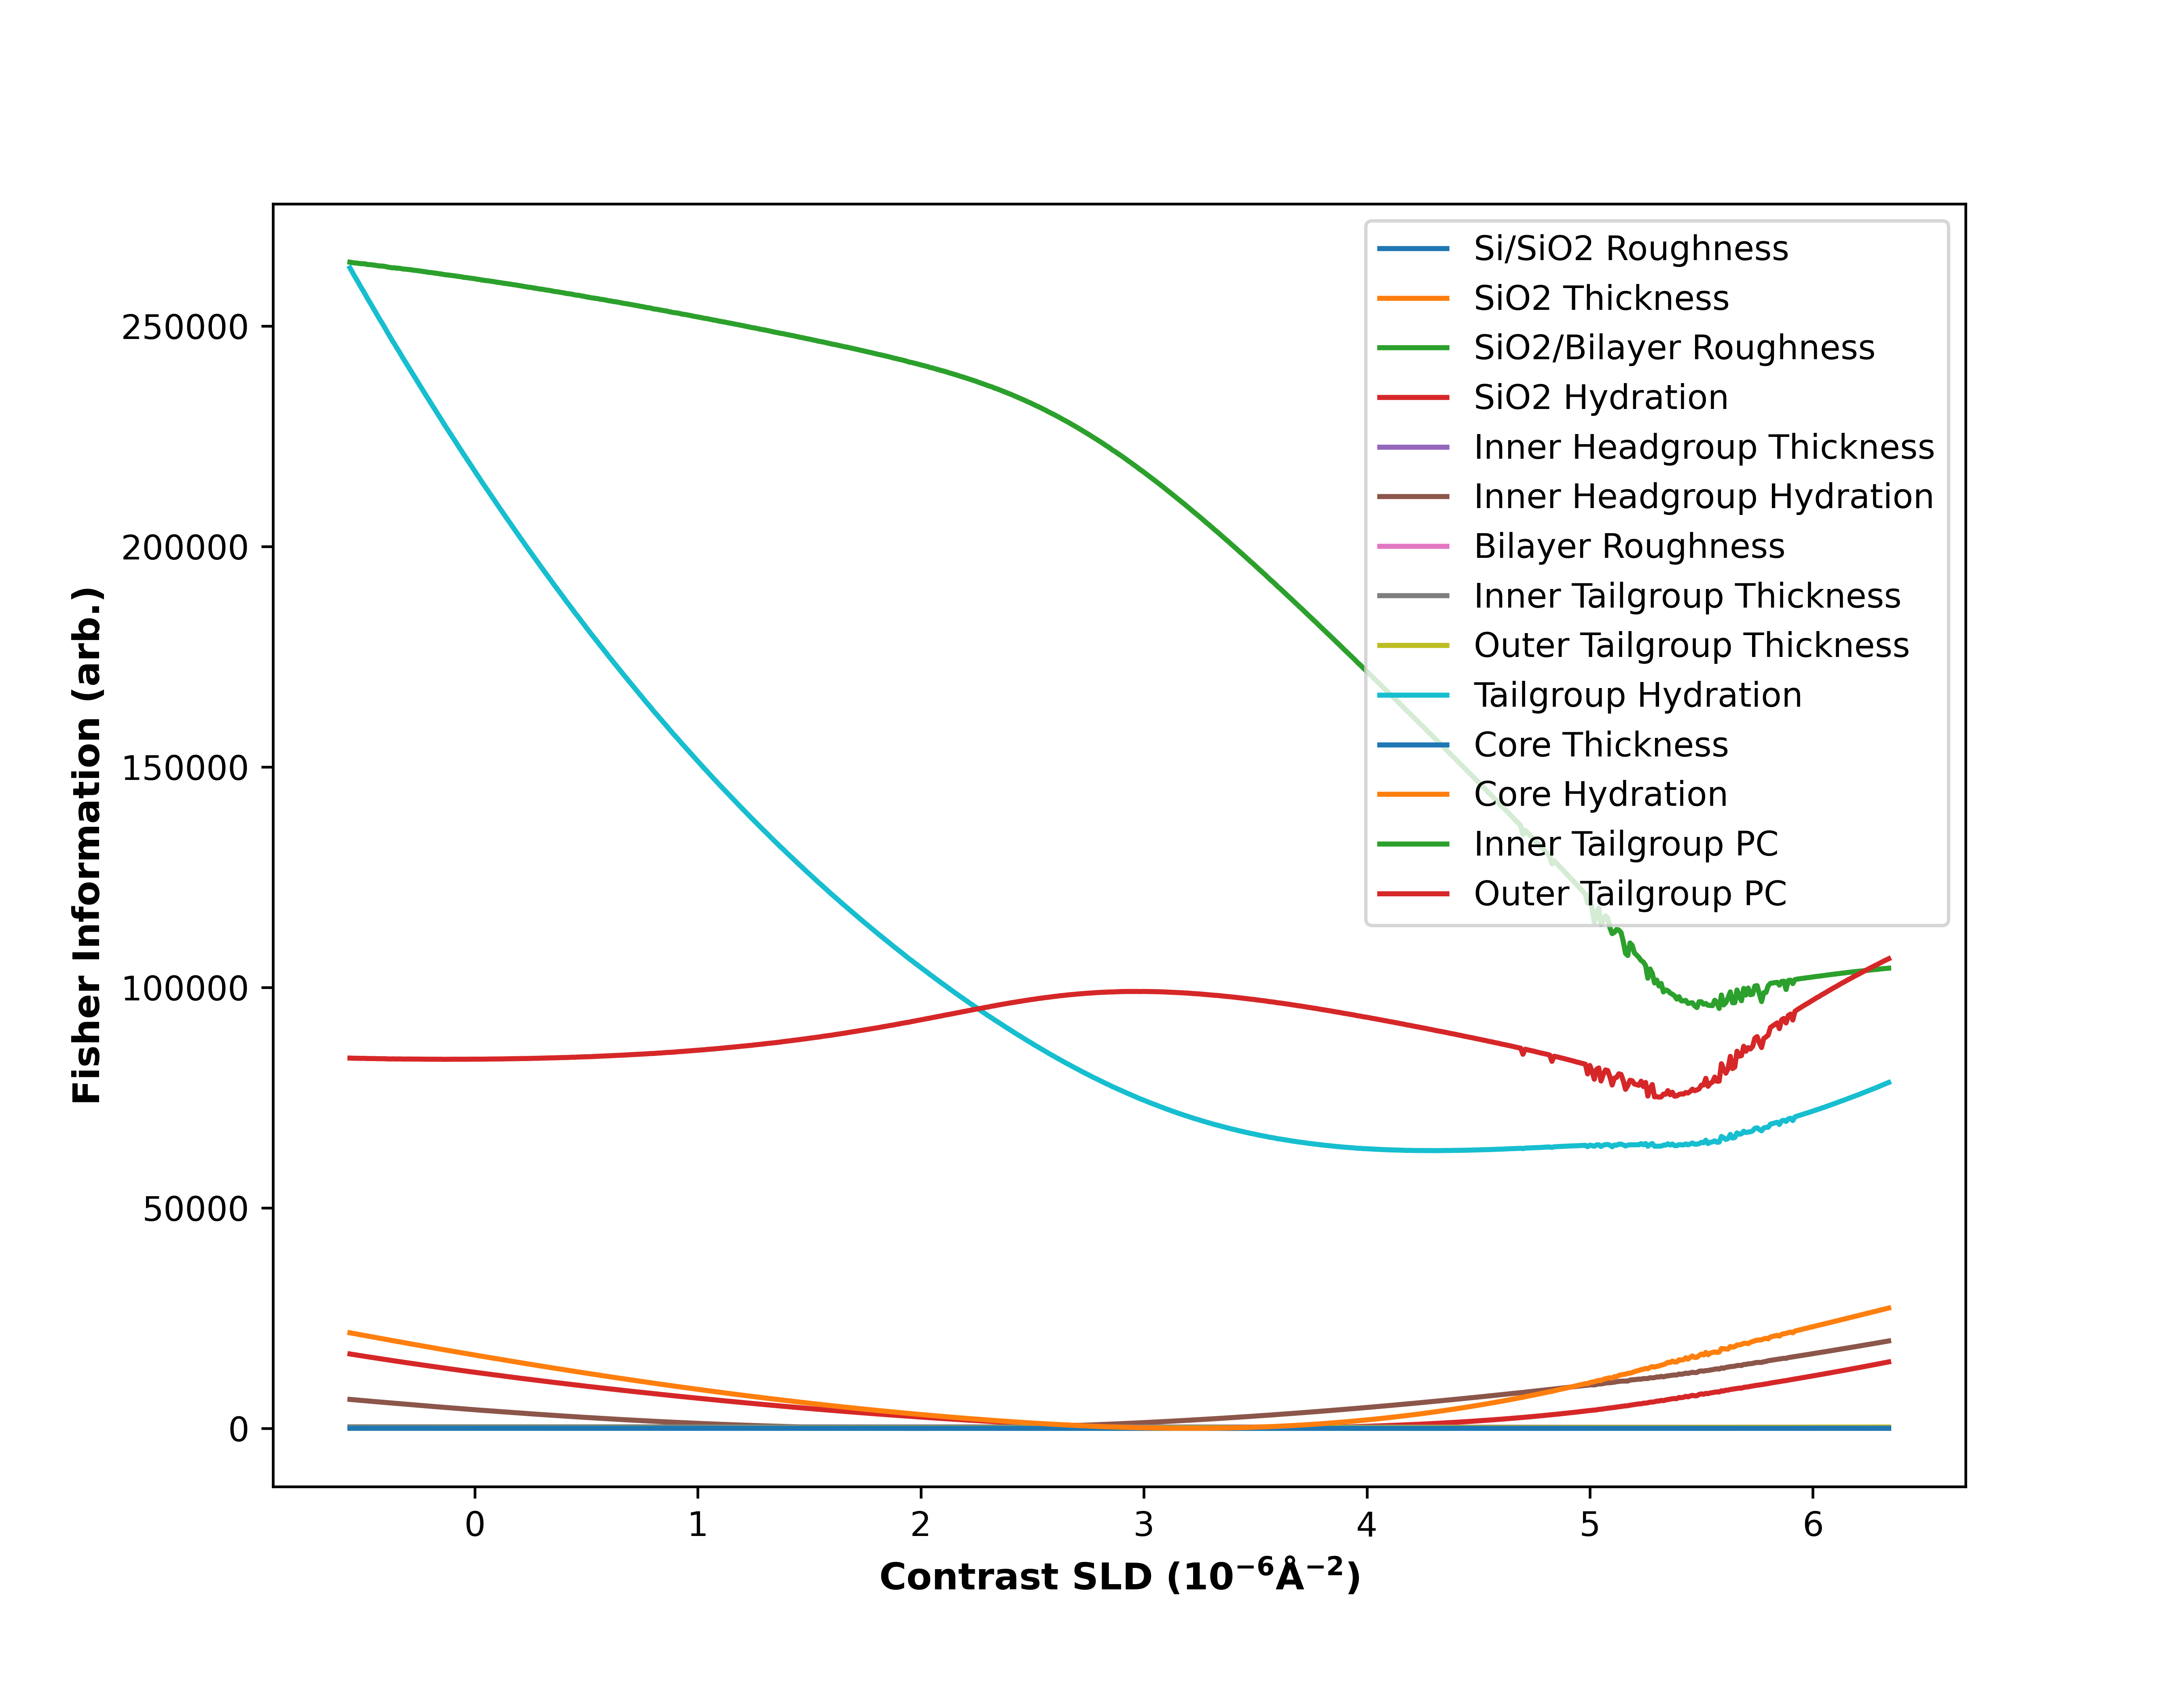 Fisher Information (arb.)
250000
200000
150000
100000
50000
0
Si/SiO2 Roughness
SiO2 Thickness
SiO2/Bilayer Roughness
SiO2 Hydration
Inner Headgroup Thickness
Inner Headgroup Hydration
Bilayer Roughness
Inner Tailgroup Thickness
Outer Tailgroup Thickness
Tailgroup Hydration
Core Thickness
Core Hydration
Inner Tailgroup PC
Outer Tailgroup PC
0 1 2 3 4 5 6
Contrast SLD (10⁻⁶Å⁻²)